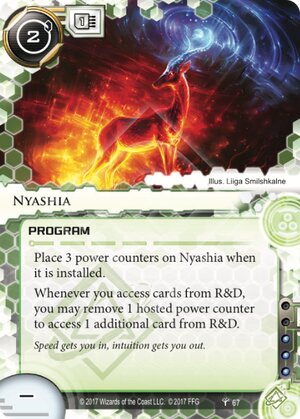 2
1
Illus. Liiga Smilshkalne
NYASHIA
PROGRAM
Place 3 power counters on Nyashia when
it is installed.
Whenever you access cards from R&D,
you may remove 1 hosted power counter
to access 1 additional card from R&D.
Speed gets you in, intuition gets you out.
–
© 2017 Wizards of the Coast LLC. © 2017 FFG 67